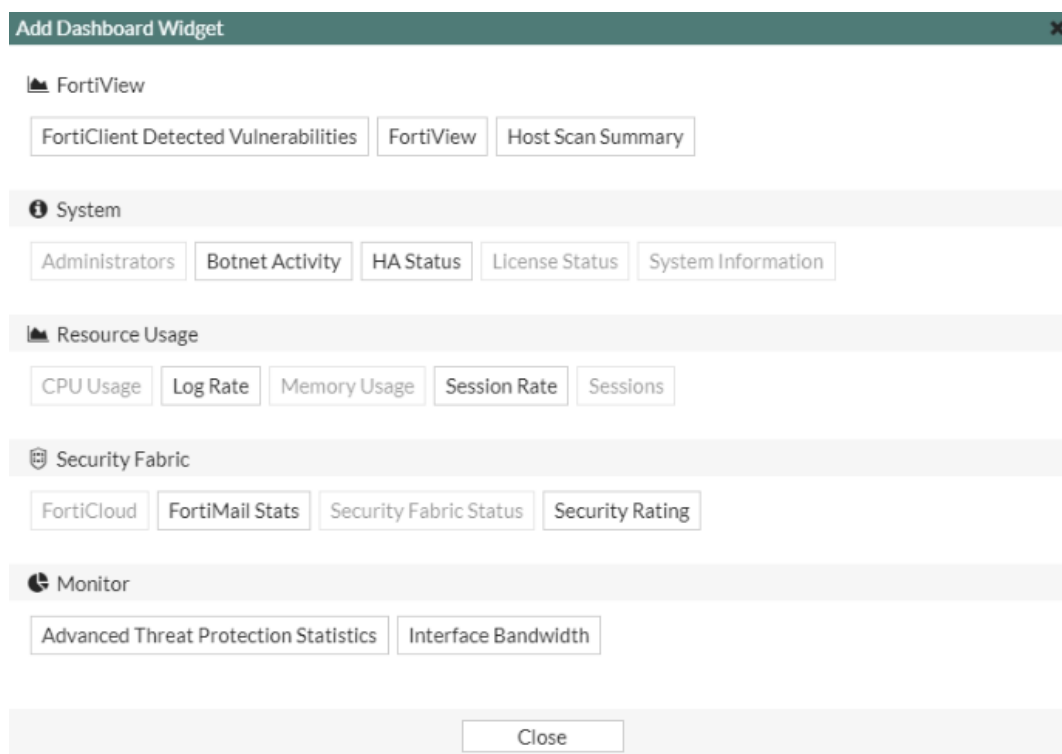 Add Dashboard Widget
FortiView
FortiClient Detected Vulnerabilities FortiView Host Scan Summary
System
Administrators Botnet Activity HA Status License Status System Information
Resource Usage
CPU Usage Log Rate Memory Usage Session Rate Sessions
Security Fabric
FortiCloud FortiMail Stats Security Fabric Status Security Rating
Monitor
Advanced Threat Protection Statistics Interface Bandwidth
Close